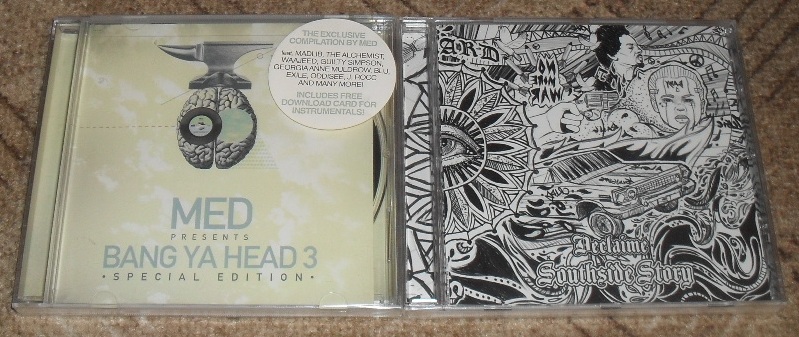 THE EXCLUSIVE
COMPILATION BY MED
feat. MADLIB, THE ALCHEMIST,
WAAJEED, GUILTY SIMPSON,
GEORGIA ANNE MULDROW, BLU,
EXILE, ODDISEE, J. ROCC
AND MANY MORE!
INCLUDES FREE
DOWNLOAD CARD FOR
INSTRUMENTALS!
MED
PRESENTS
BANG YA HEAD 3
• SPECIAL EDITION •
ARD
Declaime
Southside Story